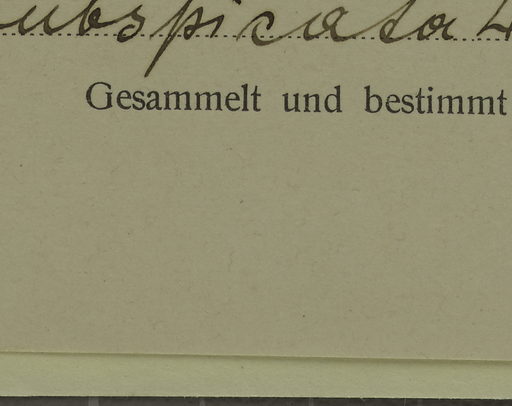 ubspicata
Gesammelt und bestimmt